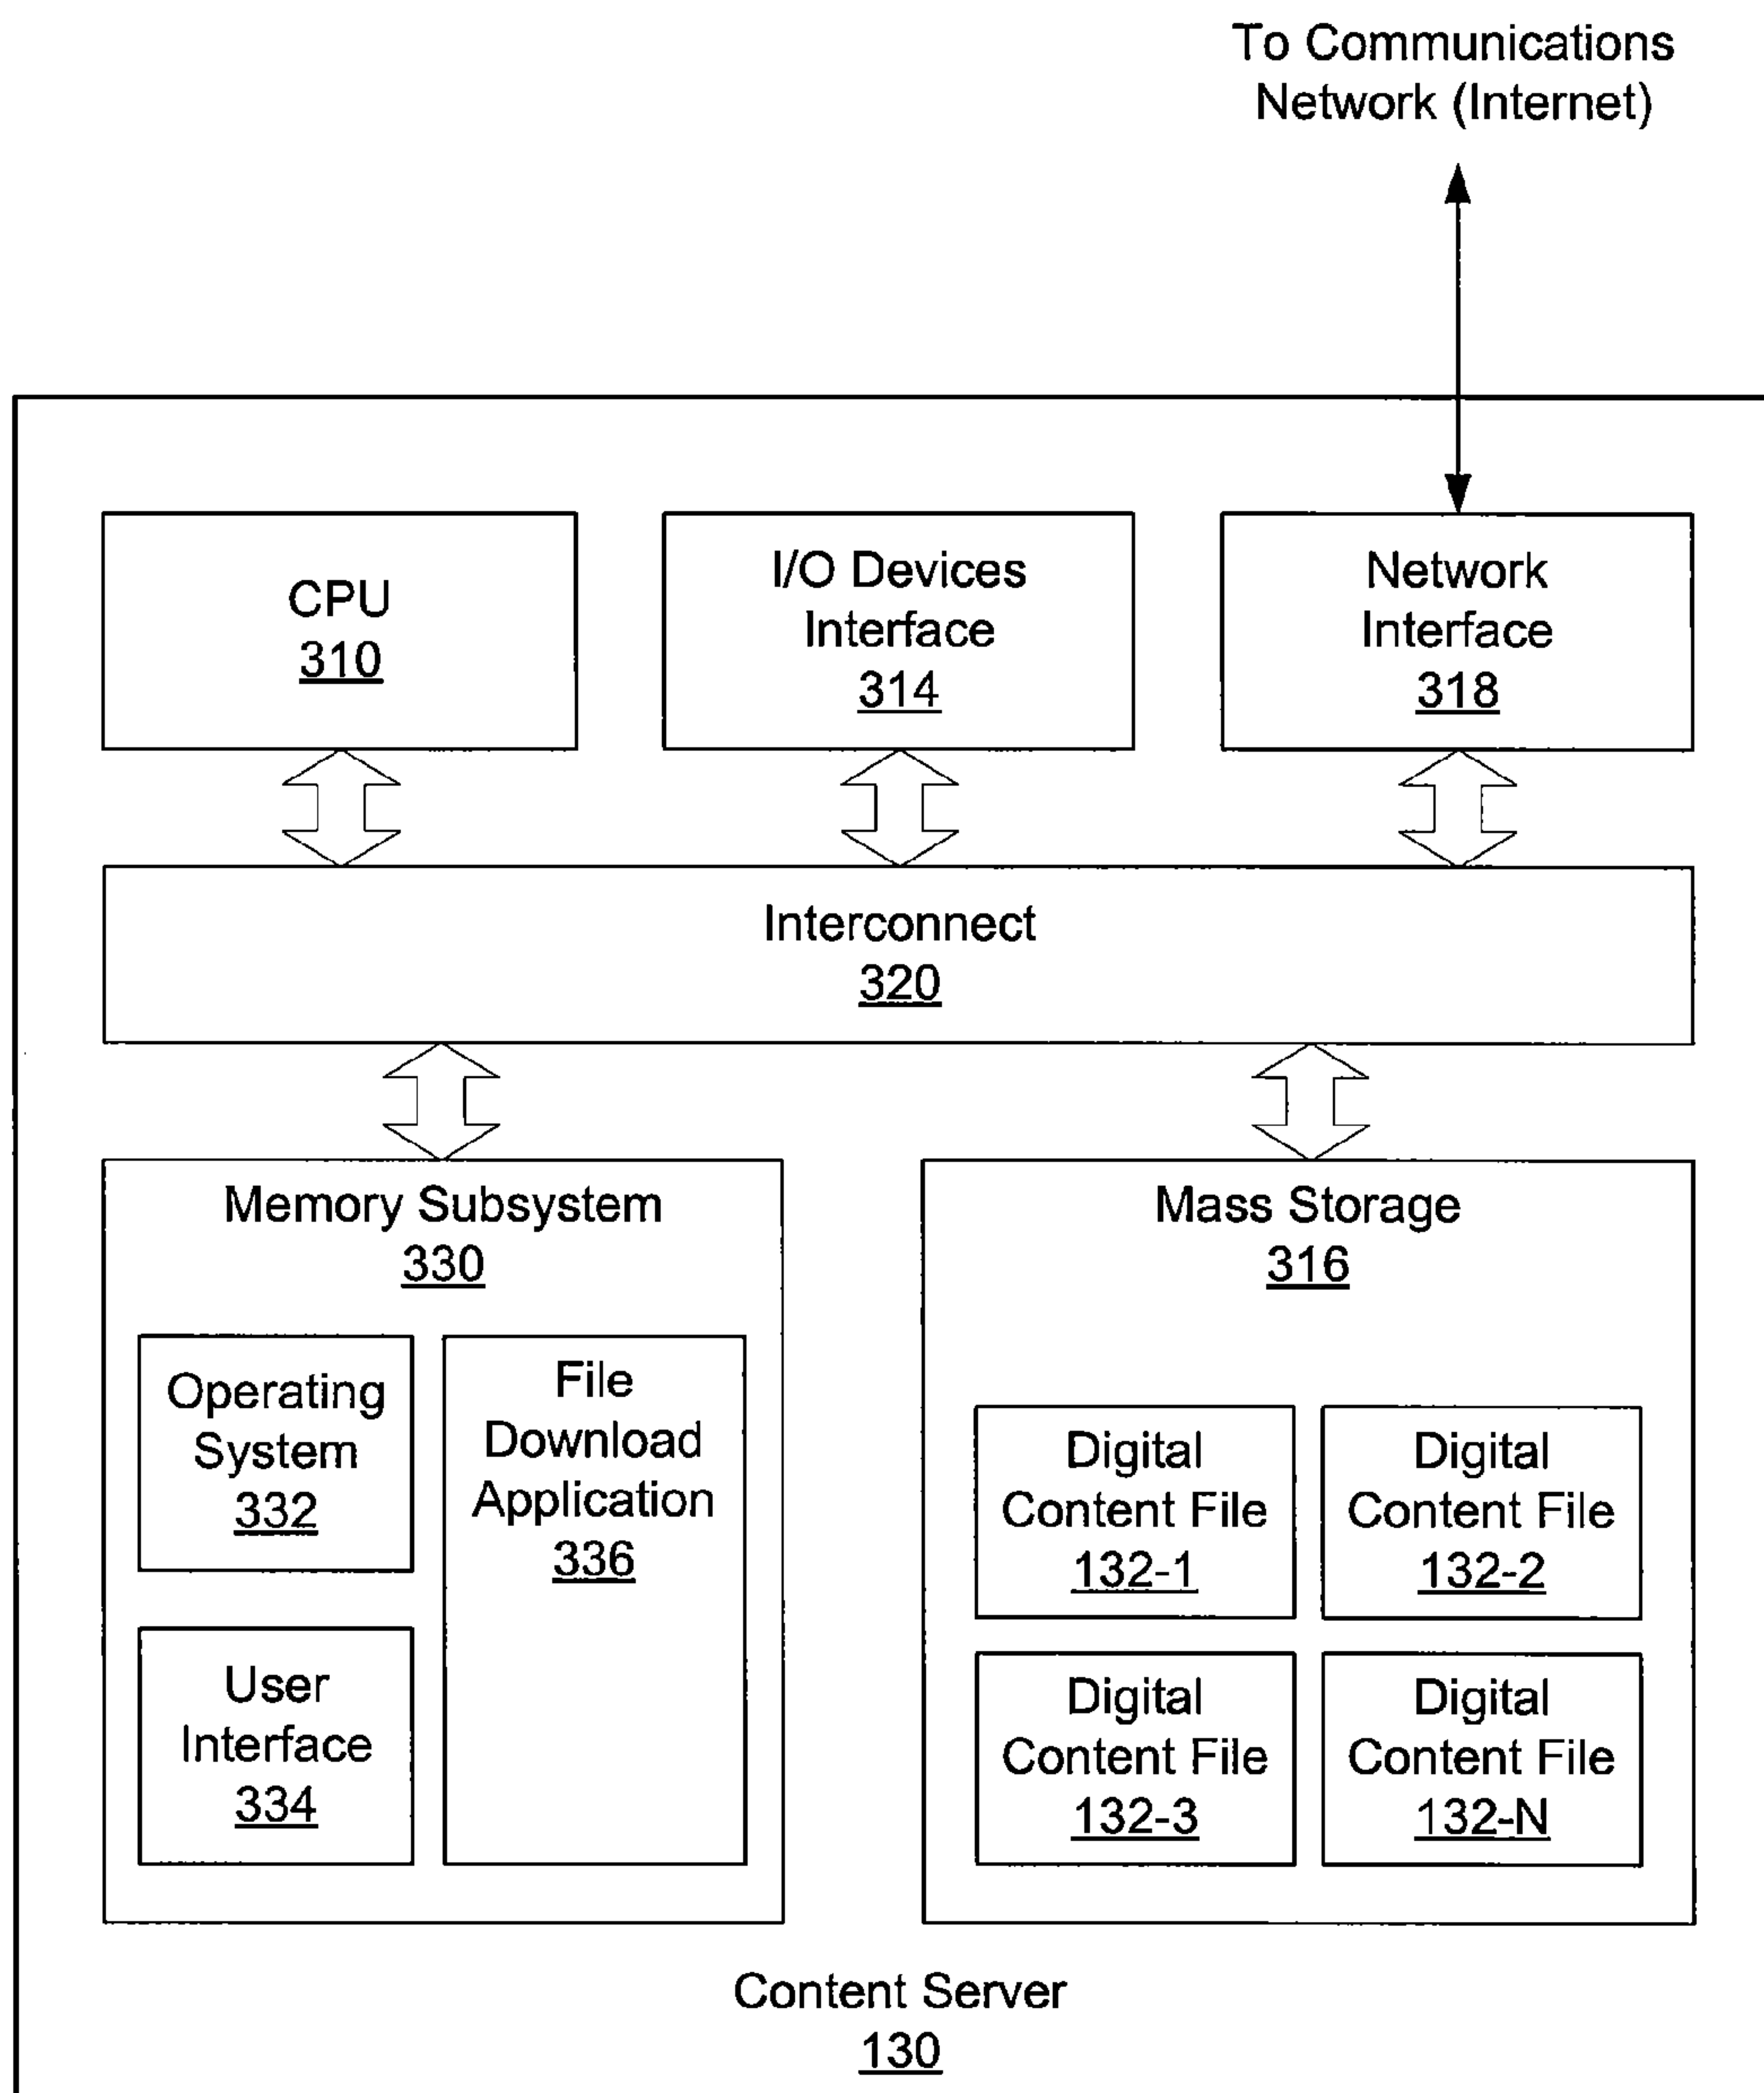 To Communications
Network (Internet)
CPU
310
I/O Devices
Interface
314
Network
Interface
318
Interconnect
320
Memory Subsystem
330
Operating
System
332
User
Interface
334
File
Download
Application
336
Mass Storage
316
Digital
Content File
132-1
Digital
Content File
132-2
Digital
Content File
132-3
Digital
Content File
132-N
Content Server
130